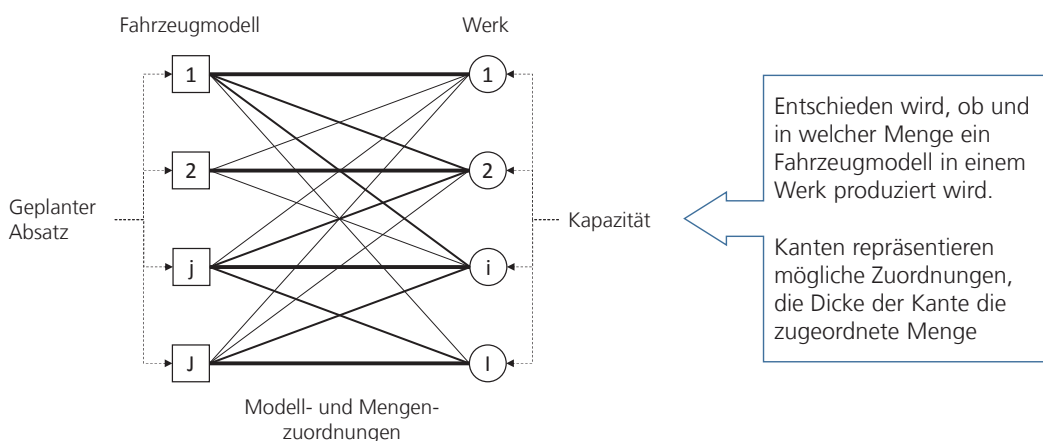 Fahrzeugmodell
Werk
1
1
2
2
Geplanter
Absatz
Kapazität
j
i
J
I
Modell- und Mengen-
zuordnungen
Entschieden wird, ob und
in welcher Menge ein
Fahrzeugmodell in einem
Werk produziert wird.
Kanten repräsentieren
mögliche Zuordnungen,
die Dicke der Kante die
zugeordnete Menge